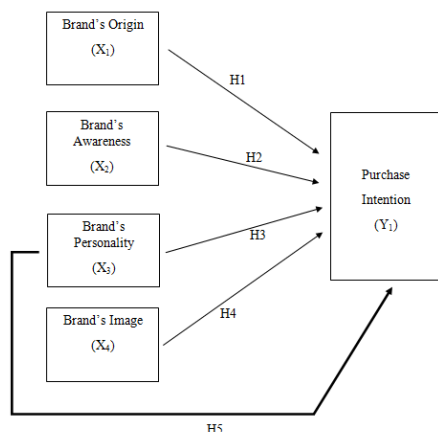 Brand's Origin
(X₁)
H1
Brand's
Awareness
(X₂)
H2
Purchase
Intention
(Y₁)
Brand's
Personality
(X₃)
H3
Brand's Image
(X₄)
H4
H5